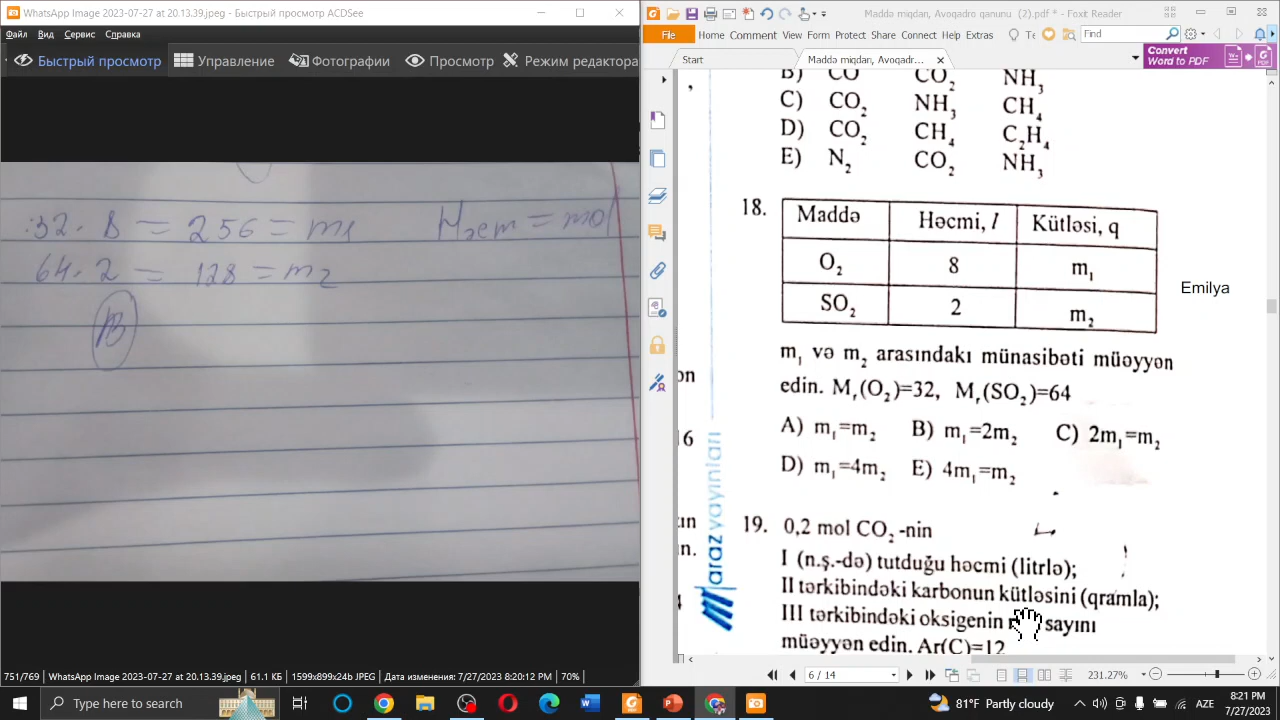 WhatsApp Image 2023-07-27 at 20.13.39.jpeg - Быстрый просмотр ACDSee
Файл Вид Сервис Справка
Быстрый просмотр Управление Фотографии Просмотр Режим редактора
32. 8 = 256 = m1 Həcm = mol
64. 2 = 128 = m2
B
751/7 WhatsApp Image 2023-07-27 at 20.13.39.jpeg Дата изменения: 7/27/2023 8:20:12 PM 70%
Maddə miqdarı, Avoqadro qanunu (2).pdf * - Foxit Reader
File Home Comment View Form Protect Share Connect Help Extras Find
Start Maddə miqdarı, Avoqadr...
Convert
Word to PDF
B) CO CO₂ NH₃
C) CO₂ NH₃ CH₄
D) CO₂ CH₄ C₂H₄
E) N₂ CO₂ NH₃
18. Maddə Həcmi, l Kütləsi, q
O₂ 8 m₁
SO₂ 2 m₂
Emilya
m₁ və m₂ arasındakı münasibəti müəyyən
edin. Mᵣ(O₂)=32, Mᵣ(SO₂)=64
A) m₁=m₂ B) m₁=2m₂ C) 2m₁=m₂
D) m₁=4m₂ E) 4m₁=m₂
araz yayınları
19. 0,2 mol CO₂ -nin
I (n.ş.-də) tutduğu həcmi (litrlə);
II tərkibindəki karbonun kütləsini (qramla);
III tərkibindəki oksigenin sayını
müəyyən edin. Ar(C)=12
6 / 14 231.27%
Type here to search 81°F Partly cloudy AZE 8:21 PM
7/27/2023